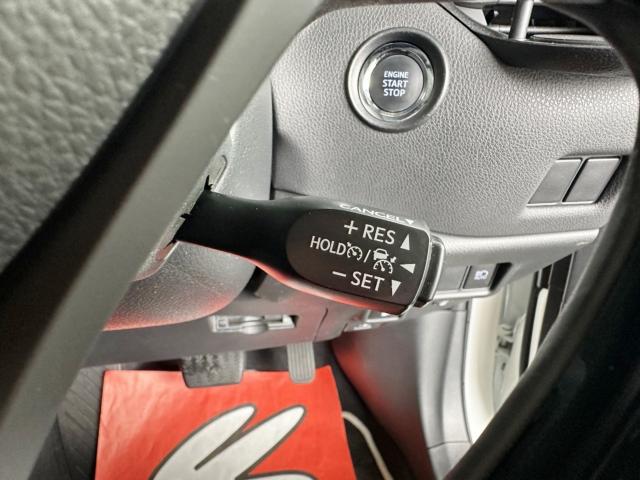 ENGINE
START
STOP
CANCEL
+ RES ▲
HOLD /
− SET ▼